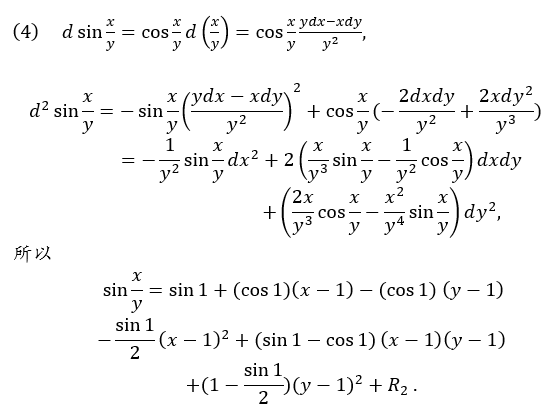 (4) d sin x/y = cos x/y d (x/y) = cos x/y ydx−xdy/y²,
d² sin x/y = − sin x/y (ydx − xdy/y²)² + cos x/y (− 2dxdy/y² + 2xdy²/y³)
= − 1/y² sin x/y dx² + 2 (x/y³ sin x/y − 1/y² cos x/y) dxdy
+ (2x/y³ cos x/y − x²/y⁴ sin x/y) dy²,
所以
sin x/y = sin 1 + (cos 1)(x − 1) − (cos 1) (y − 1)
− sin 1/2 (x − 1)² + (sin 1 − cos 1) (x − 1)(y − 1)
+(1 − sin 1/2)(y − 1)² + R₂ .